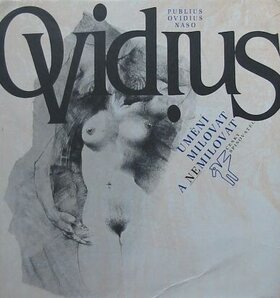 PUBLIUS
OVIDIUS
NASO
Ovidius
UMĚNÍ
MILOVAT
A NEMILOVAT